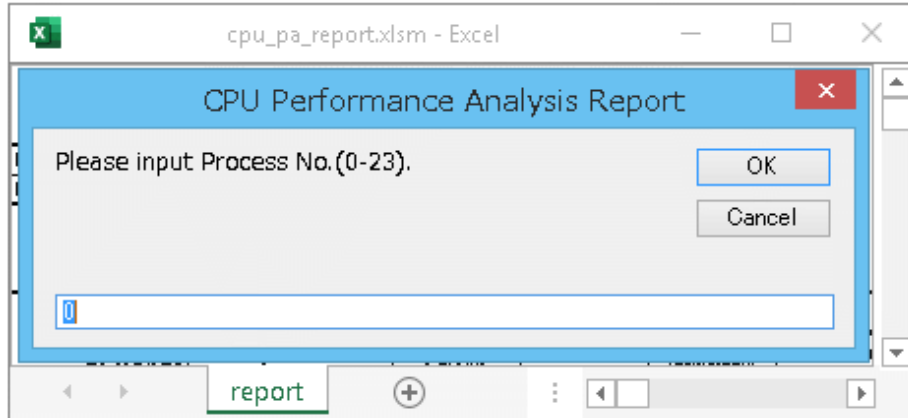 cpu_pa_report.xlsm - Excel
CPU Performance Analysis Report
Please input Process No.(0-23).
OK
Cancel
0
report